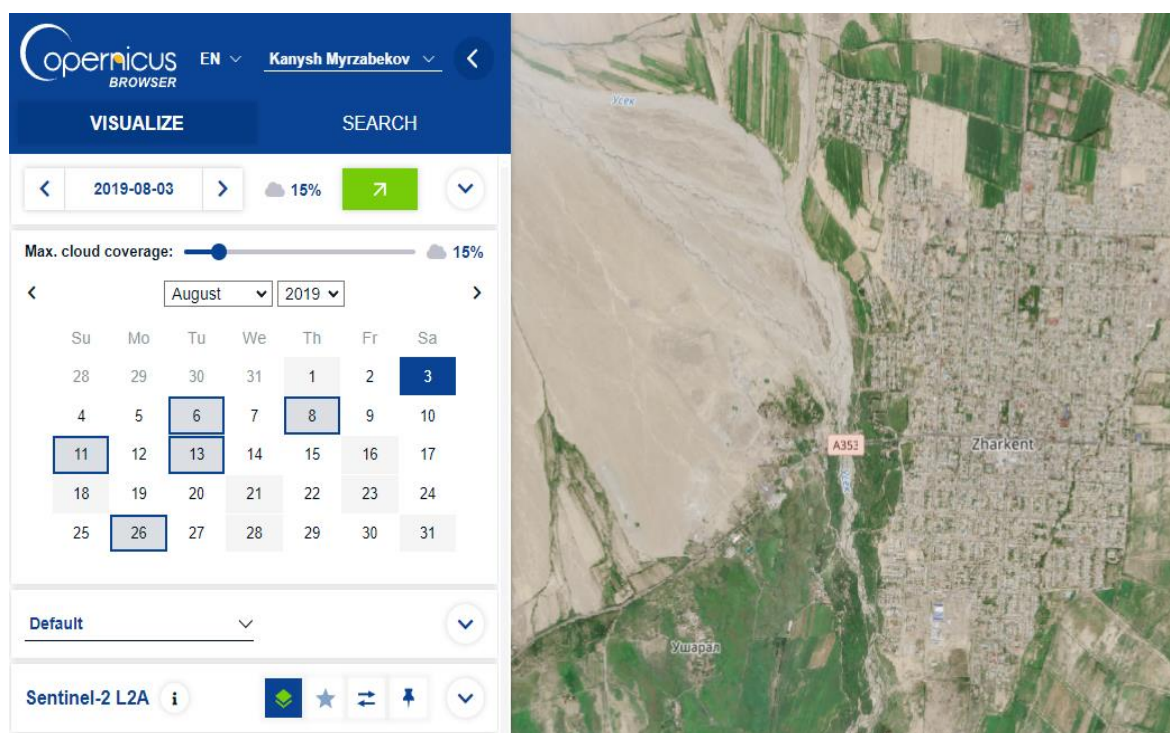 Copernicus
BROWSER
EN
Kanysh Myrzabekov
VISUALIZE
SEARCH
2019-08-03
15%
Max. cloud coverage:
15%
August
2019
Su Mo Tu We Th Fr Sa
28 29 30 31 1 2 3
4 5 6 7 8 9 10
11 12 13 14 15 16 17
18 19 20 21 22 23 24
25 26 27 28 29 30 31
Default
Sentinel-2 L2A i
Усек
A353
Zharkent
Усек
Ушарал